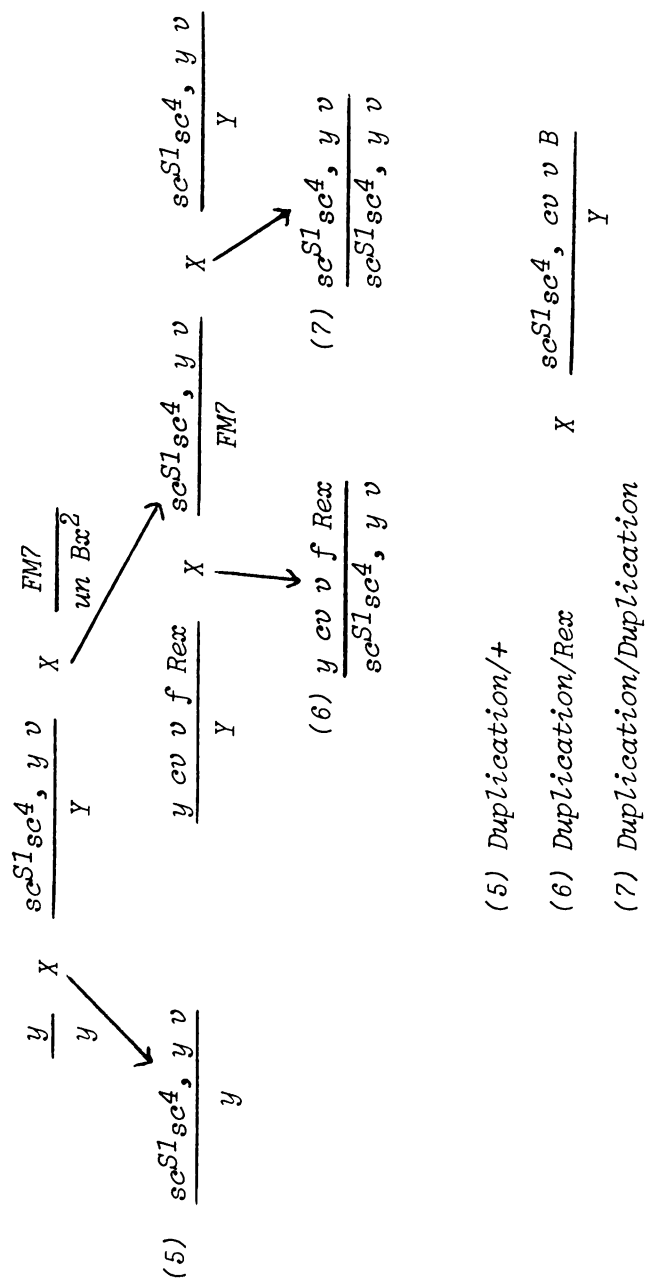 y sc^S1sc^4, y v FM7
X X
y Y un Bx^2
(5) sc^S1sc^4, y v y cv v f Rex sc^S1sc^4, y v sc^S1sc^4, y v
X X
y Y FM7 Y
(6) y cv v f Rex (7) sc^S1sc^4, y v
sc^S1sc^4, y v sc^S1sc^4, y v
(5) Duplication/+
(6) Duplication/Rex X sc^S1sc^4, cv v B
Y
(7) Duplication/Duplication